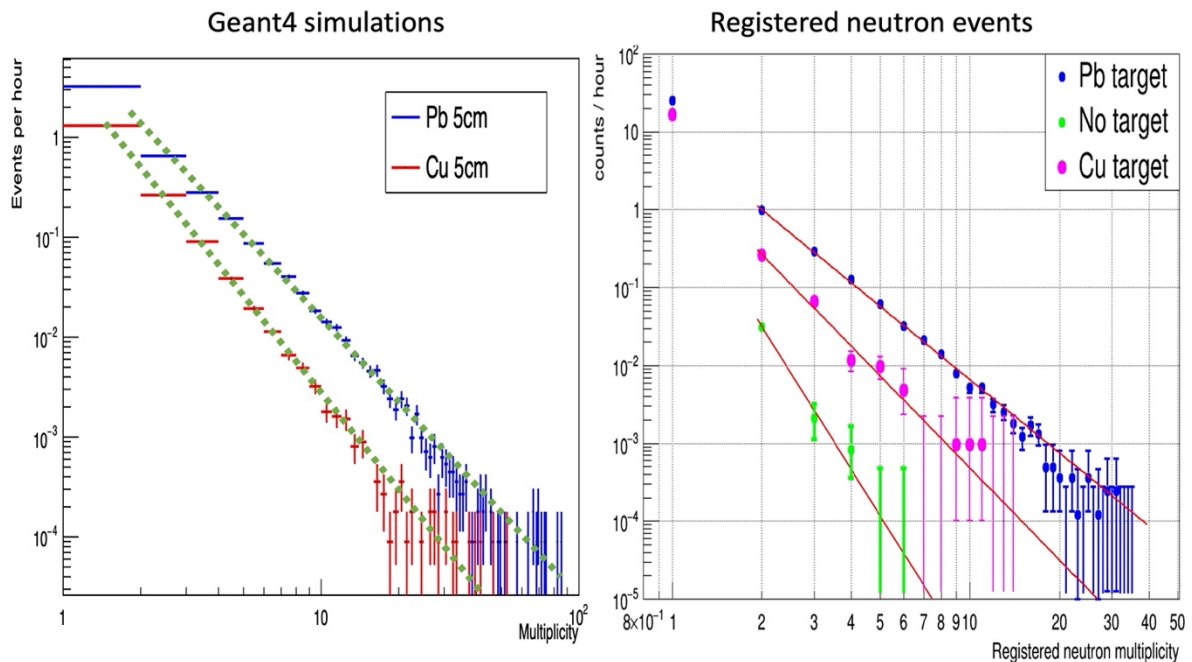 Geant4 simulations
Events per hour
1
10⁻¹
10⁻²
10⁻³
10⁻⁴
Pb 5cm
Cu 5cm
1
10
10²
Multiplicity
Registered neutron events
counts / hour
10²
10
1
10⁻¹
10⁻²
10⁻³
10⁻⁴
10⁻⁵
Pb target
No target
Cu target
8×10⁻¹ 1 2 3 4 5 6 7 8 910 20 30 40 50
Registered neutron multiplicity